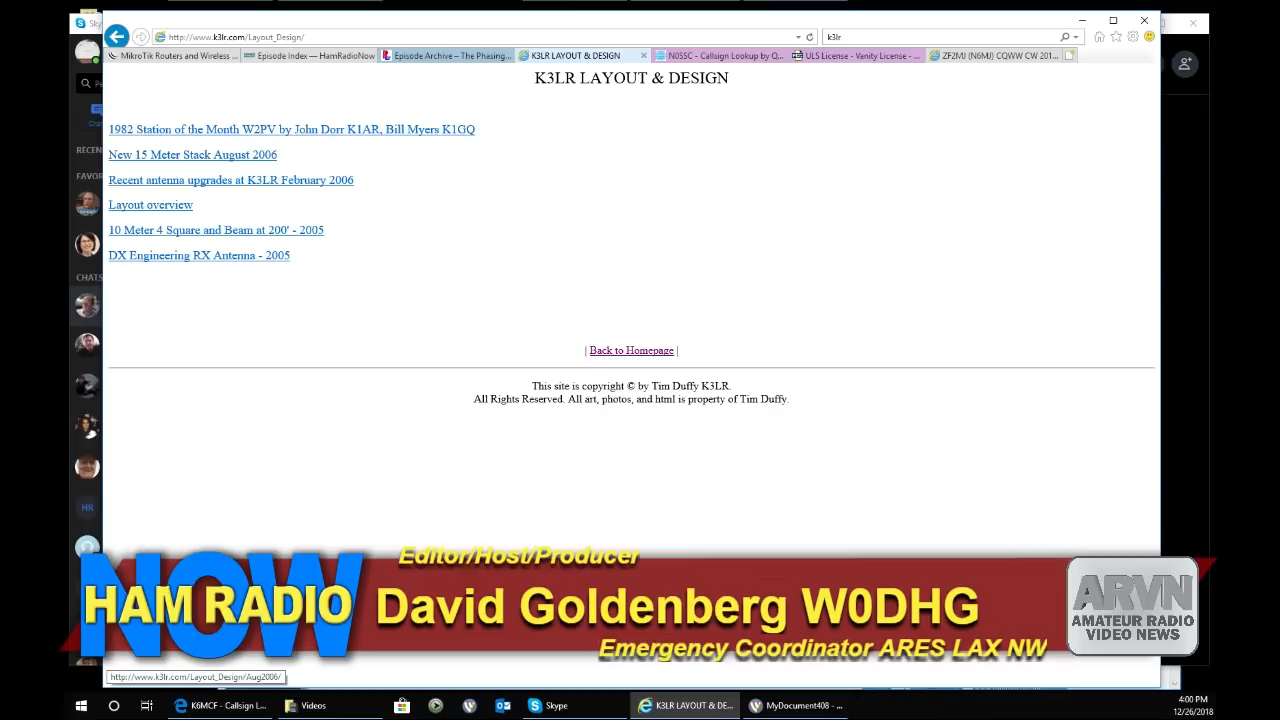 Sky
http://www.k3lr.com/Layout_Design/
k3lr
MikroTik Routers and Wireless ...
Episode Index — HamRadioNow
Episode Archive – The Phasing...
K3LR LAYOUT & DESIGN
N0SSC - Callsign Lookup by Q...
ULS License - Vanity License - ...
ZF2MJ (N6MJ) CQWW CW 201...
K3LR LAYOUT & DESIGN
Pe
Cha
RECEN
FAVOR
CHATS
HR
1982 Station of the Month W2PV by John Dorr K1AR, Bill Myers K1GQ
New 15 Meter Stack August 2006
Recent antenna upgrades at K3LR February 2006
Layout overview
10 Meter 4 Square and Beam at 200' - 2005
DX Engineering RX Antenna - 2005
| Back to Homepage |
This site is copyright © by Tim Duffy K3LR.
All Rights Reserved. All art, photos, and html is property of Tim Duffy.
NOW
HAM RADIO
Editor/Host/Producer
David Goldenberg W0DHG
Emergency Coordinator ARES LAX NW
ARVN
AMATEUR RADIO
VIDEO NEWS
http://www.k3lr.com/Layout_Design/Aug2006/
K6MCF - Callsign L...
Videos
Skype
K3LR LAYOUT & DE...
MyDocument408 - ...
4:00 PM
12/26/2018